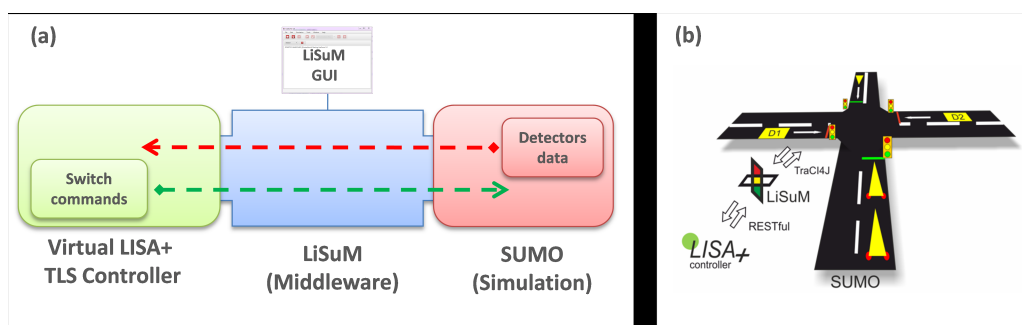 (a)
LiSuM
GUI
Detectors
data
Switch
commands
Virtual LISA+
TLS Controller
LiSuM
(Middleware)
SUMO
(Simulation)
(b)
D1
D2
TraCI4J
LiSuM
RESTful
LISA+
controller
SUMO